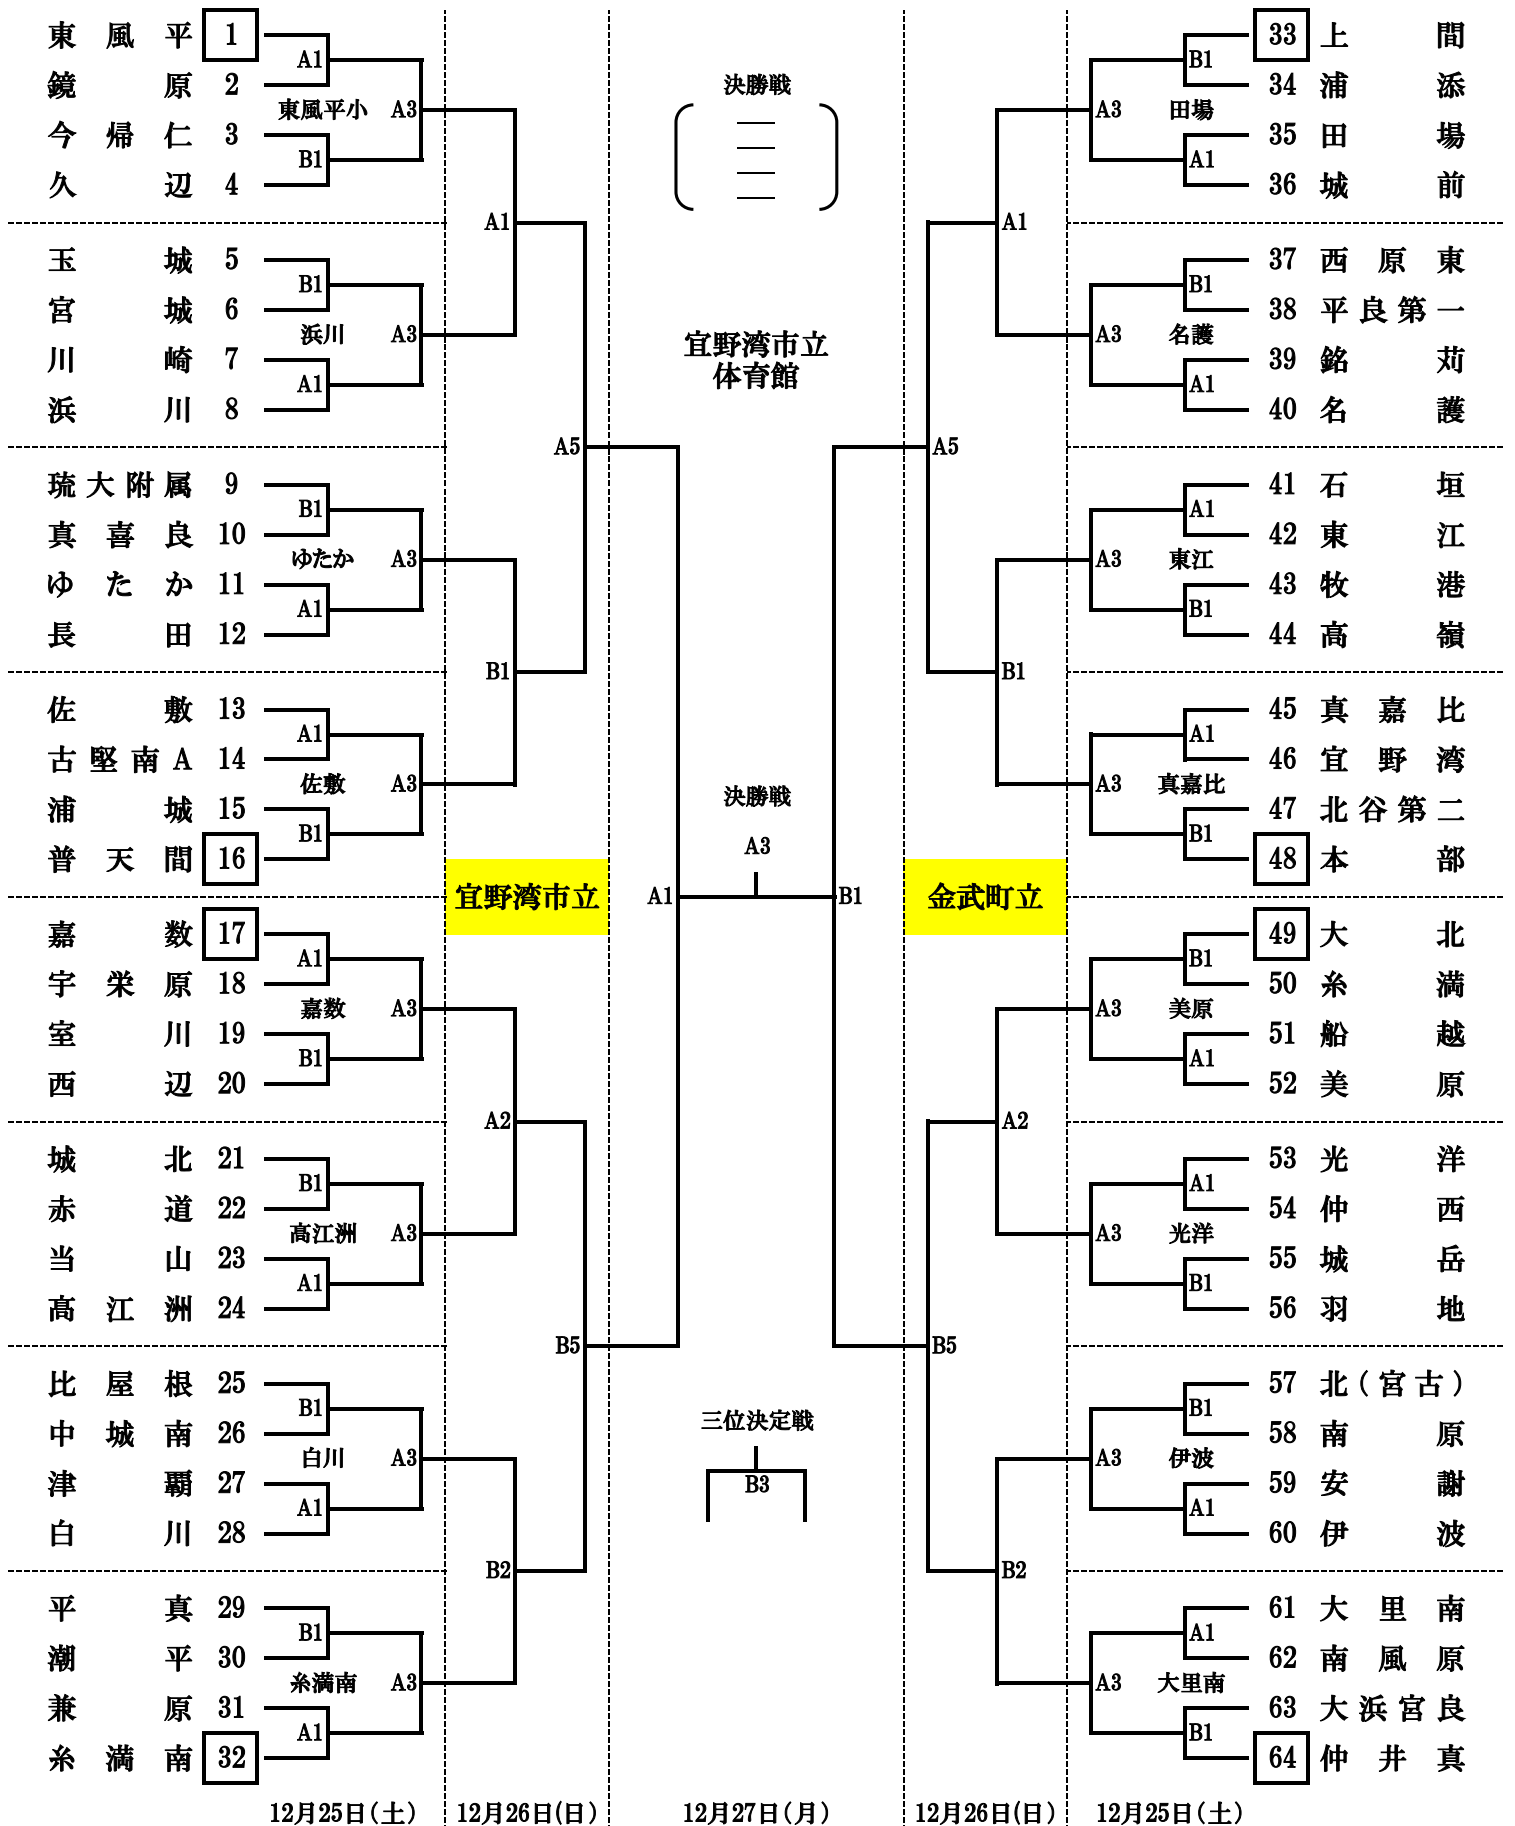 東風平 1
A1
鏡原 2
東風平小 A3
今帰仁 3
B1
久辺 4
A1
玉城 5
B1
宮城 6
浜川 A3
川崎 7
A1
浜川 8
A5
琉大附属 9
B1
真喜良 10
ゆたか A3
ゆたか 11
A1
長田 12
B1
佐敷 13
A1
古堅南A 14
佐敷 A3
浦城 15
B1
普天間 16
宜野湾市立
A1
嘉数 17
A1
宇栄原 18
嘉数 A3
室川 19
B1
西辺 20
A2
城北 21
B1
赤道 22
高江洲 A3
当山 23
A1
高江洲 24
B5
比屋根 25
B1
中城南 26
白川 A3
津覇 27
A1
白川 28
B2
平真 29
B1
潮平 30
糸満南 A3
兼原 31
A1
糸満南 32
決勝戦
宜野湾市立
体育館
決勝戦
A3
三位決定戦
B3
33 上間
B1
34 浦添
A3 田場
35 田場
A1
36 城前
A1
37 西原東
B1
38 平良第一
A3 名護
39 銘苅
A1
40 名護
A5
41 石垣
A1
42 東江
A3 東江
43 牧港
B1
44 高嶺
B1
45 真嘉比
A1
46 宜野湾
A3 真嘉比
47 北谷第二
B1
48 本部
B1
金武町立
49 大北
B1
50 糸満
A3 美原
51 船越
A1
52 美原
A2
53 光洋
A1
54 仲西
A3 光洋
55 城岳
B1
56 羽地
B5
57 北(宮古)
B1
58 南原
A3 伊波
59 安謝
A1
60 伊波
B2
61 大里南
A1
62 南風原
A3 大里南
63 大浜宮良
B1
64 仲井真
12月25日(土) 12月26日(日) 12月27日(月) 12月26日(日) 12月25日(土)